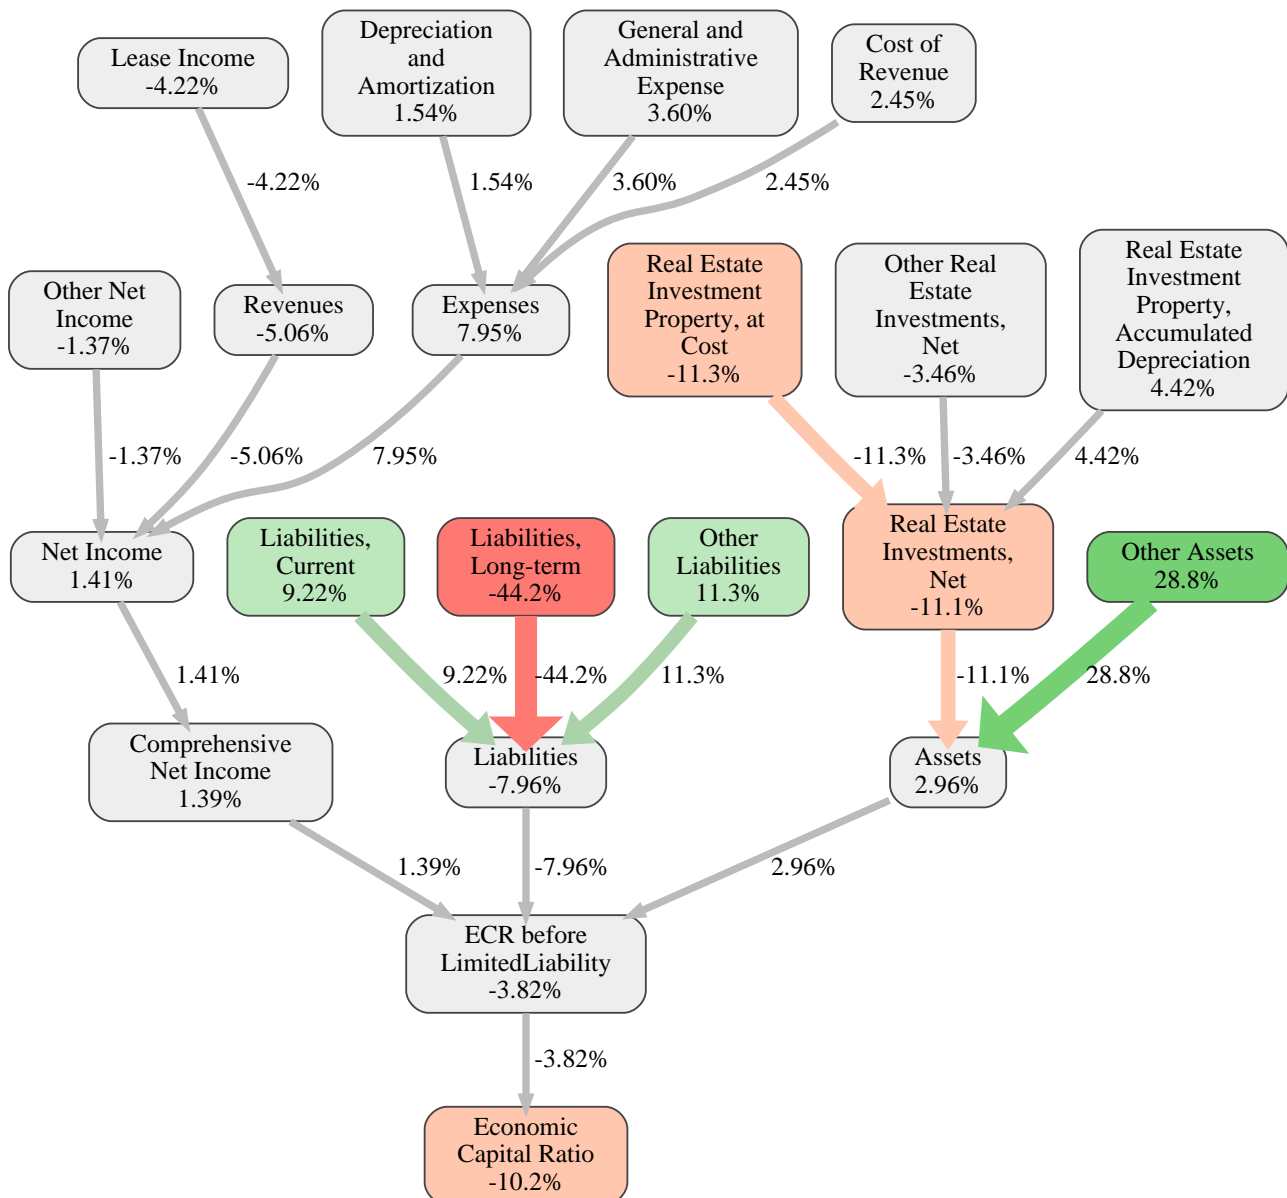 Lease Income
-4.22%
Depreciation
and
Amortization
1.54%
General and
Administrative
Expense
3.60%
Cost of
Revenue
2.45%
-4.22%
1.54%
3.60%
2.45%
Other Net
Income
-1.37%
Revenues
-5.06%
Expenses
7.95%
Real Estate
Investment
Property, at
Cost
-11.3%
Other Real
Estate
Investments,
Net
-3.46%
Real Estate
Investment
Property,
Accumulated
Depreciation
4.42%
-1.37%
-5.06%
7.95%
-11.3%
-3.46%
4.42%
Net Income
1.41%
Liabilities,
Current
9.22%
Liabilities,
Long-term
-44.2%
Other
Liabilities
11.3%
Real Estate
Investments,
Net
-11.1%
Other Assets
28.8%
1.41%
9.22%
-44.2%
11.3%
-11.1%
28.8%
Comprehensive
Net Income
1.39%
Liabilities
-7.96%
Assets
2.96%
1.39%
-7.96%
2.96%
ECR before
LimitedLiability
-3.82%
-3.82%
Economic
Capital Ratio
-10.2%